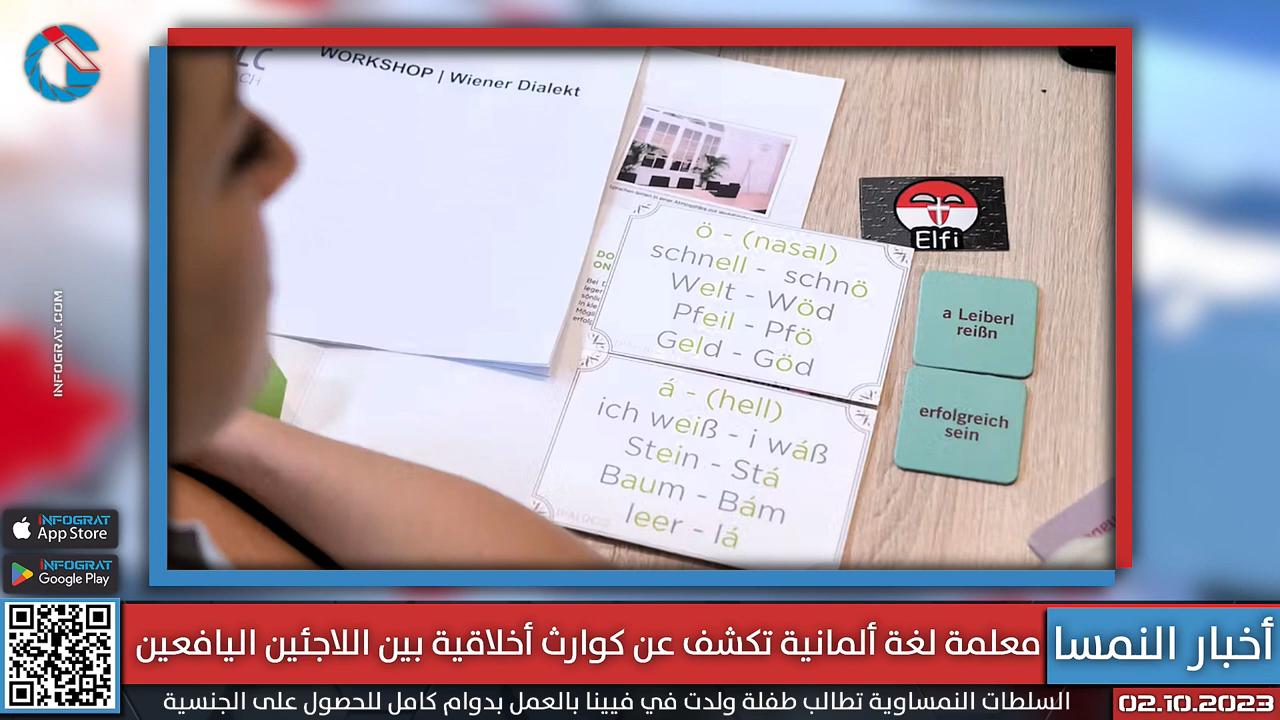 WORKSHOP | Wiener Dialekt
Elfi
ö - (nasal)
schnell - schnö
Welt - Wöd
Pfeil - Pfö
Geld - Göd
á - (hell)
ich weiß - i wáß
Stein - Stá
Baum - Bám
leer - lá
a Leiberl
reißn
erfolgreich
sein
INFOGRAT.COM
INFOGRAT
App Store
INFOGRAT
Google Play
أخبار النمسا
معلمة لغة ألمانية تكشف عن كوارث أخلاقية بين اللاجئين اليافعين
02.10.2023
السلطات النمساوية تطالب طفلة ولدت في فيينا بالعمل بدوام كامل للحصول على الجنسية